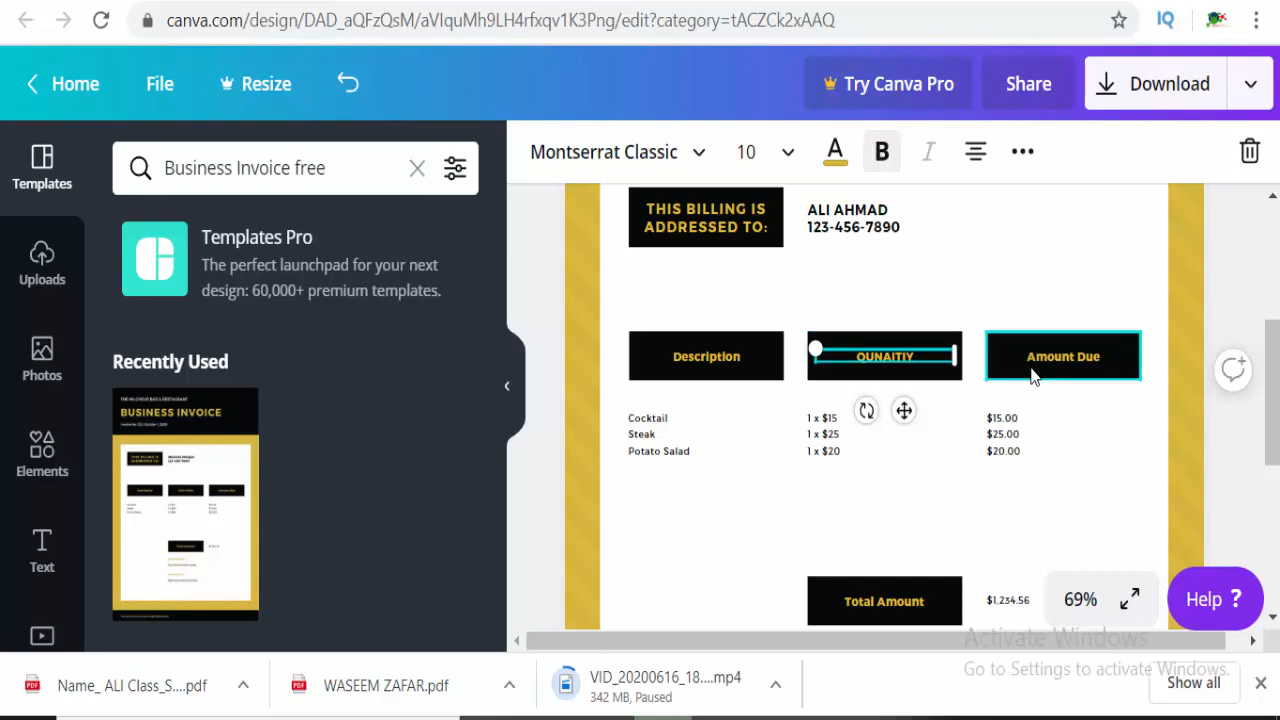 canva.com/design/DAD_aQFzQsM/aVIquMh9LH4rfxqv1K3Png/edit?category=tACZCk2xAAQ
IQ
Home File Resize Try Canva Pro Share Download
Templates
Business Invoice free
Montserrat Classic 10 A B I
Templates Pro
The perfect launchpad for your next
design: 60,000+ premium templates.
Uploads
Photos
Elements
Text
Recently Used
BUSINESS INVOICE
THIS BILLING IS
ADDRESSED TO:
ALI AHMAD
123-456-7890
Description QUNAITIY Amount Due
Cocktail 1 x $15 $15.00
Steak 1 x $25 $25.00
Potato Salad 1 x $20 $20.00
Total Amount $1,234.56
69%
Help ?
Activate Windows
Go to Settings to activate Windows.
Name_ ALI Class_S....pdf
WASEEM ZAFAR.pdf
VID_20200616_18....mp4
342 MB, Paused
Show all